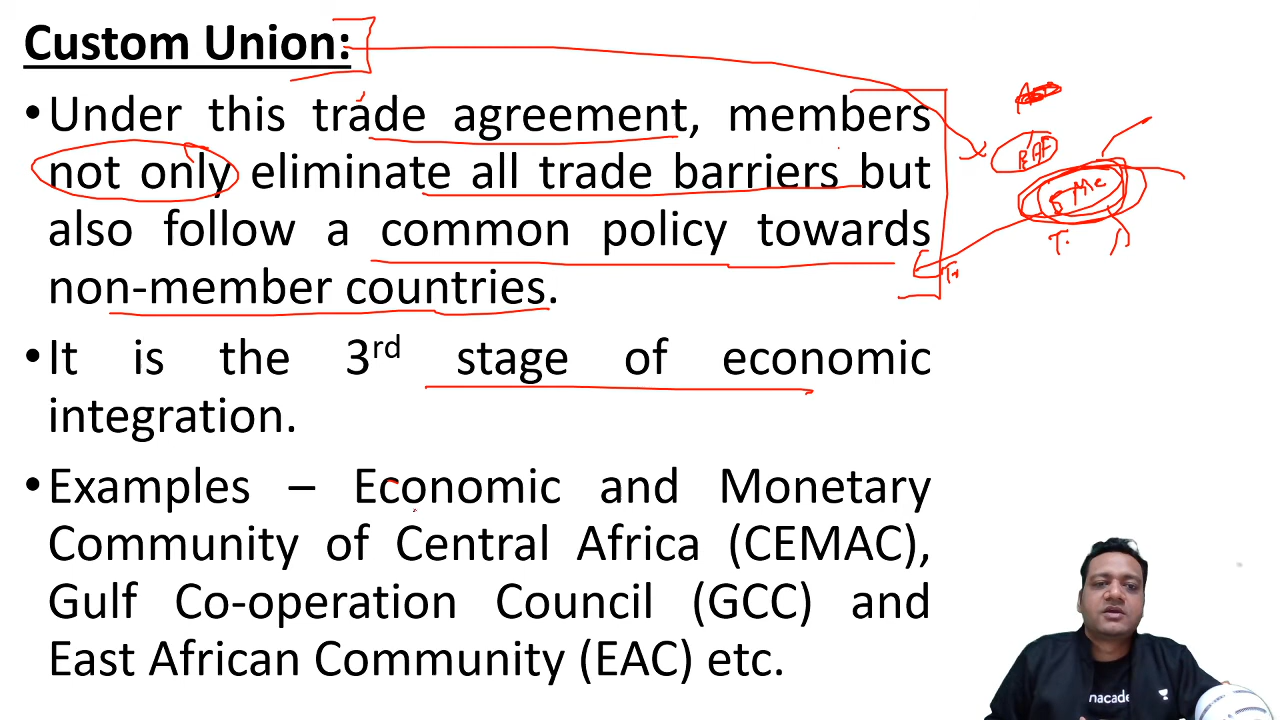 Custom Union:
•Under this trade agreement, members
not only eliminate all trade barriers but
also follow a common policy towards
non-member countries.
•It is the 3rd stage of economic
integration.
•Examples – Economic and Monetary
Community of Central Africa (CEMAC),
Gulf Co-operation Council (GCC) and
East African Community (EAC) etc.
nacade